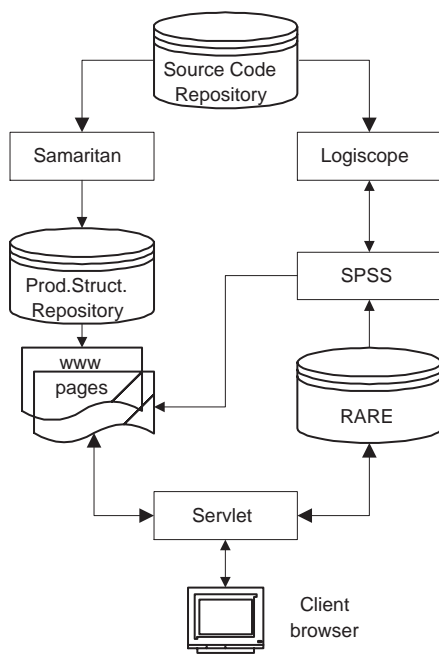 Source Code
Repository
Samaritan
Logiscope
Prod.Struct.
Repository
SPSS
www
pages
RARE
Servlet
Client
browser